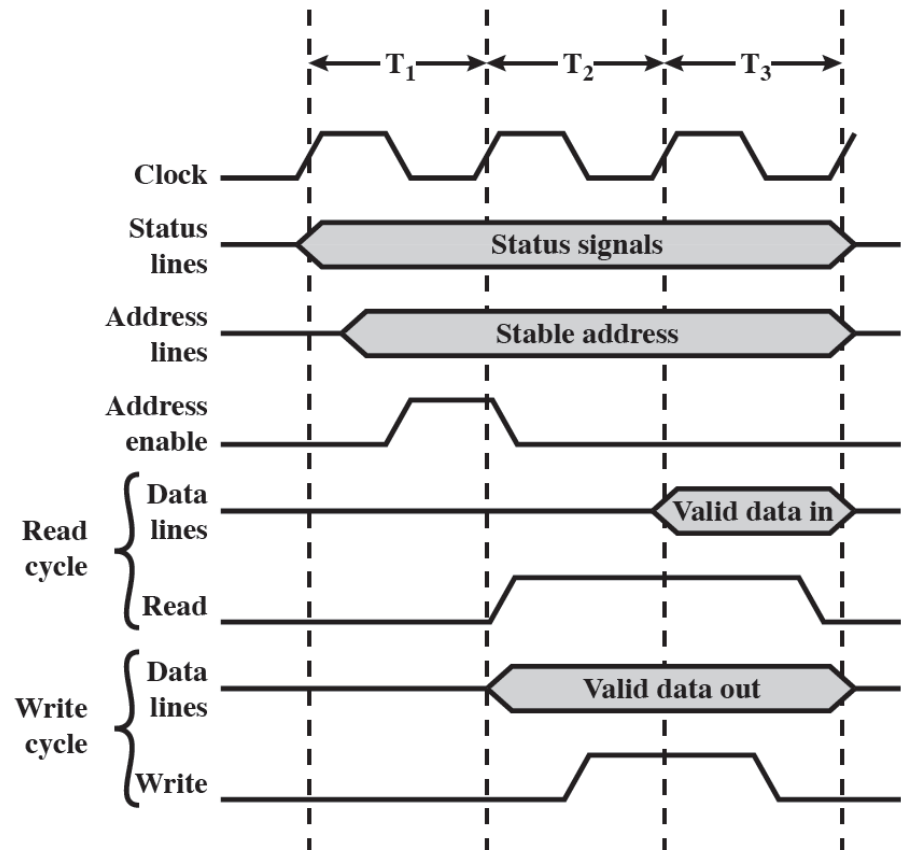 T1 T2 T3
Clock
Status
lines
Status signals
Address
lines
Stable address
Address
enable
Read
cycle
Data
lines
Valid data in
Read
Write
cycle
Data
lines
Valid data out
Write